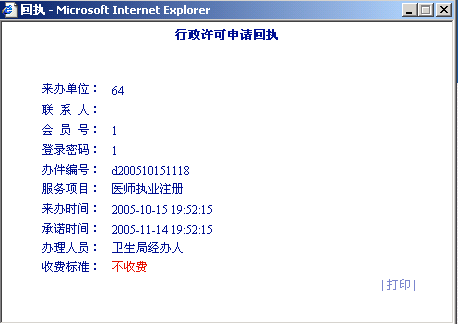 回执 - Microsoft Internet Explorer
行政许可申请回执
来办单位： 64
联 系 人：
会 员 号： 1
登录密码： 1
办件编号： d200510151118
服务项目： 医师执业注册
来办时间： 2005-10-15 19:52:15
承诺时间： 2005-11-14 19:52:15
办理人员： 卫生局经办人
收费标准： 不收费
|打印|